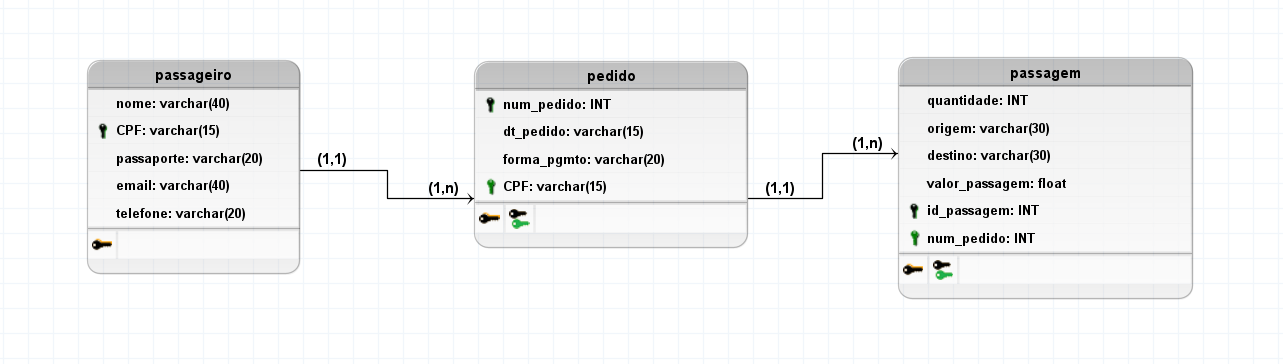 passageiro
nome: varchar(40)
CPF: varchar(15)
passaporte: varchar(20)
email: varchar(40)
telefone: varchar(20)
(1,1)
(1,n)
pedido
num_pedido: INT
dt_pedido: varchar(15)
forma_pgmto: varchar(20)
CPF: varchar(15)
(1,1)
(1,n)
passagem
quantidade: INT
origem: varchar(30)
destino: varchar(30)
valor_passagem: float
id_passagem: INT
num_pedido: INT